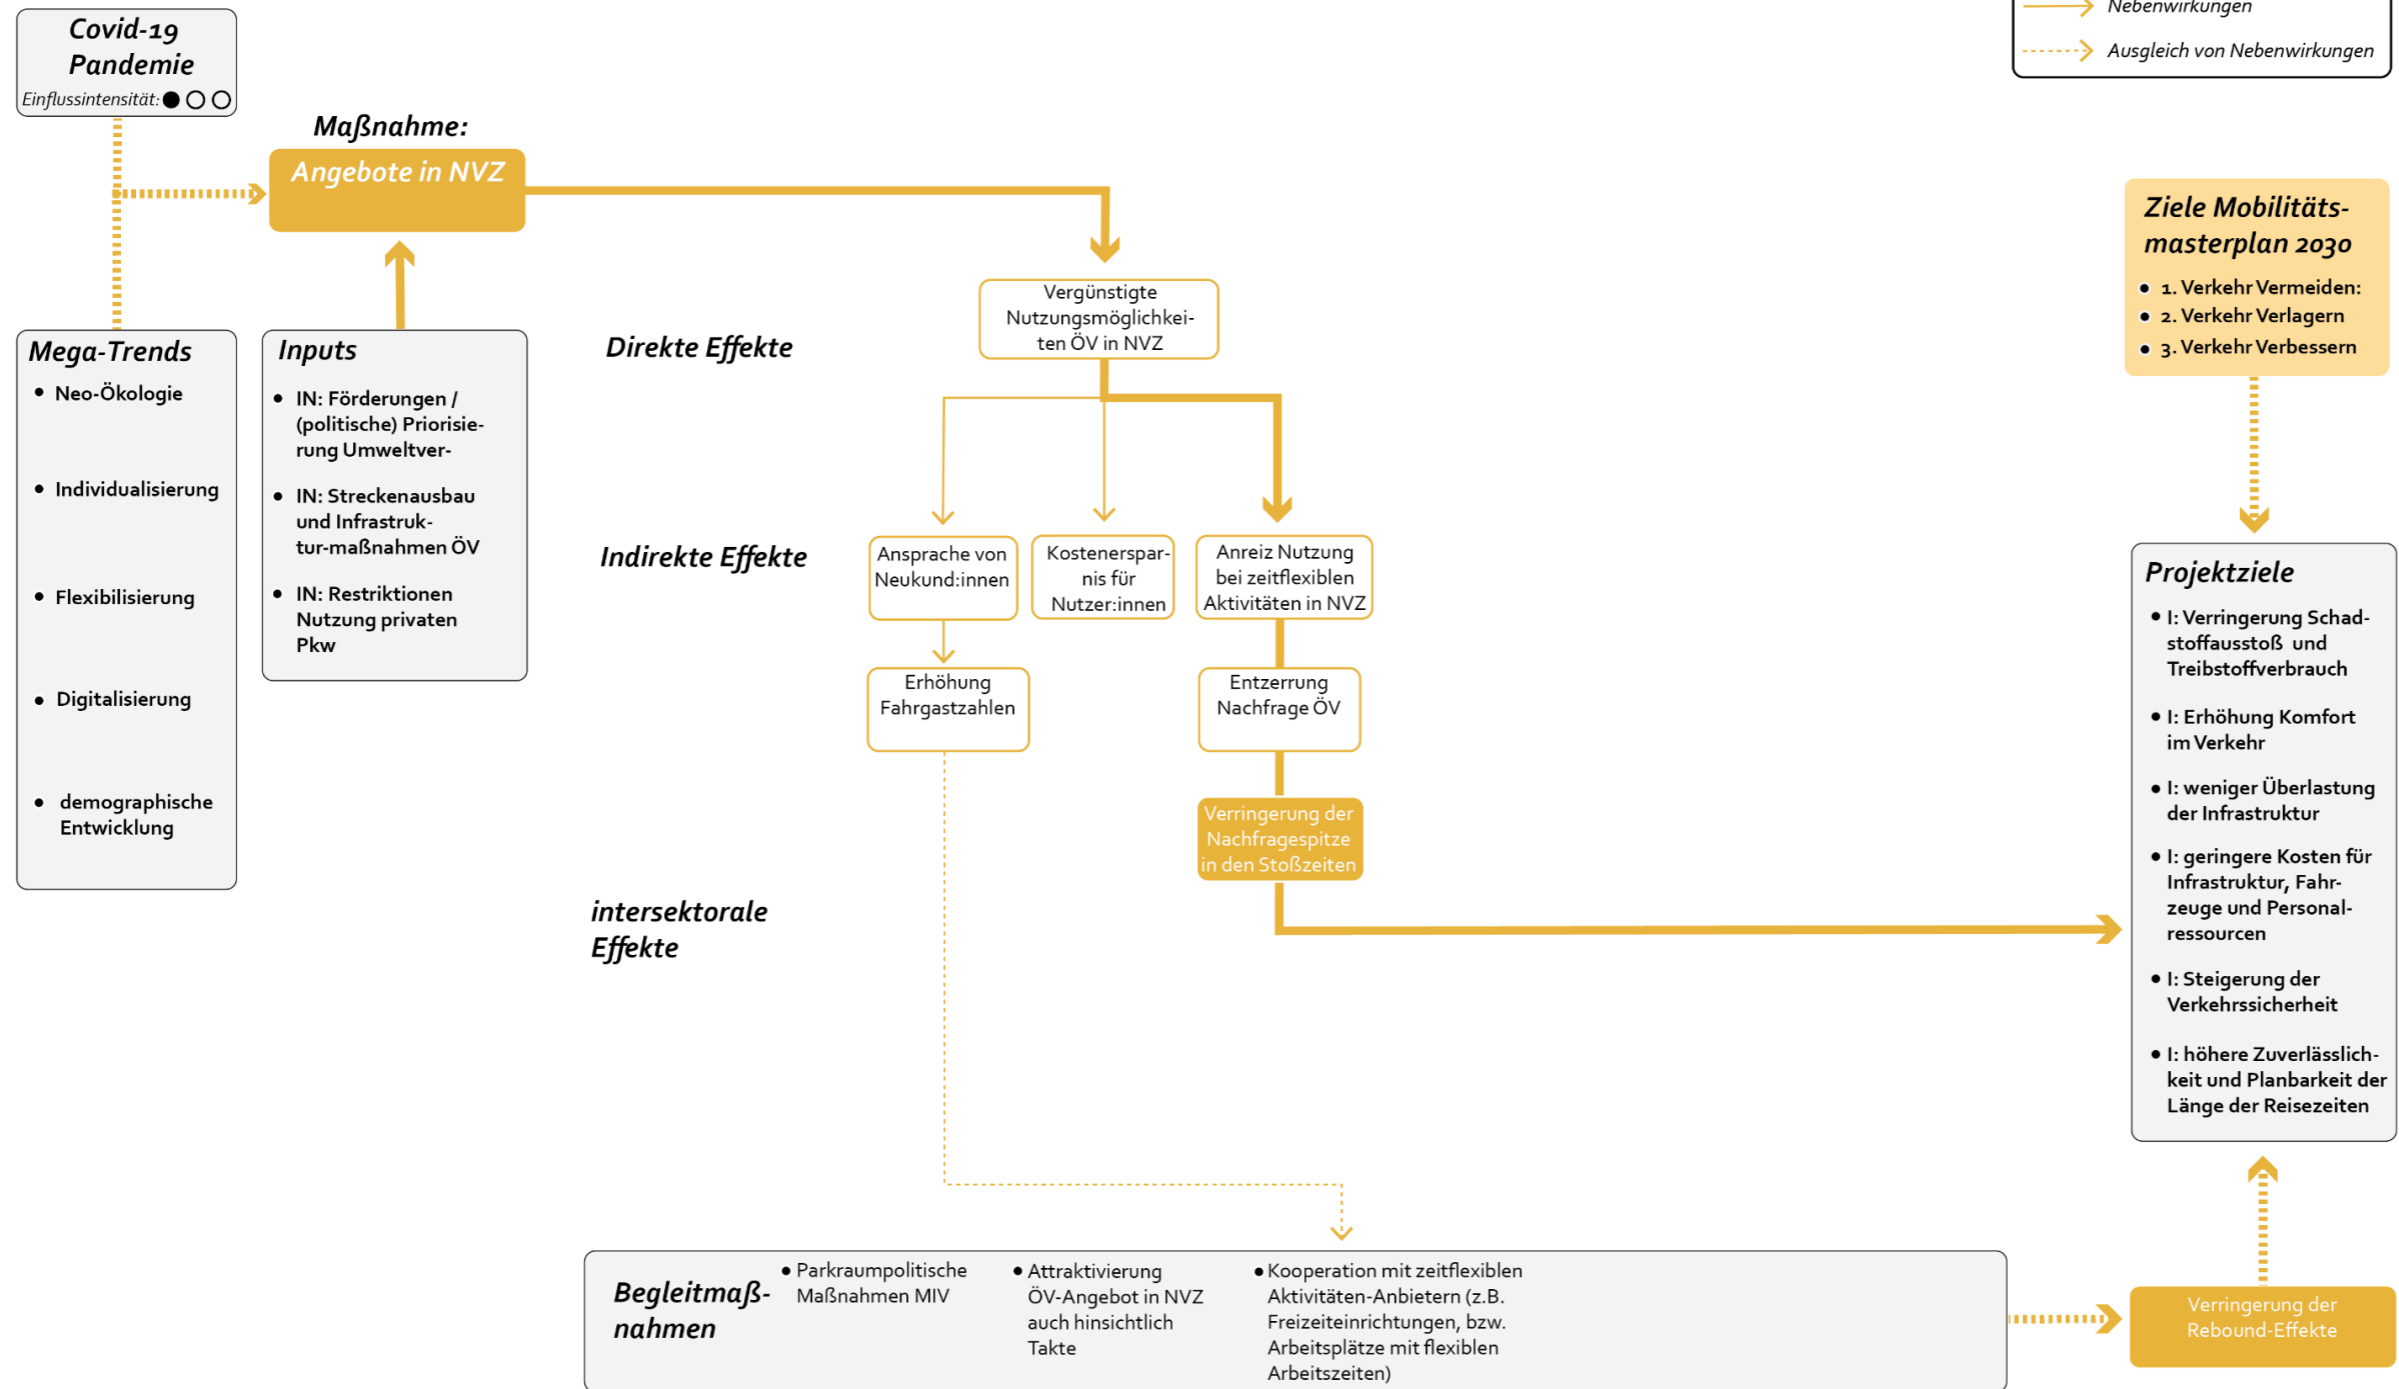 Covid-19
Pandemie
Einflussintensität:
Nebenwirkungen
Ausgleich von Nebenwirkungen
Maßnahme:
Angebote in NVZ
Mega-Trends
Neo-Ökologie
Individualisierung
Flexibilisierung
Digitalisierung
demographische
Entwicklung
Inputs
IN: Förderungen /
(politische) Priorisie-
rung Umweltver-
IN: Streckenausbau
und Infrastruk-
tur-maßnahmen ÖV
IN: Restriktionen
Nutzung privaten
Pkw
Direkte Effekte
Vergünstigte
Nutzungsmöglichkei-
ten ÖV in NVZ
Indirekte Effekte
Ansprache von
Neukund:innen
Kostenerspar-
nis für
Nutzer:innen
Anreiz Nutzung
bei zeitflexiblen
Aktivitäten in NVZ
Erhöhung
Fahrgastzahlen
Entzerrung
Nachfrage ÖV
Verringerung der
Nachfragespitze
in den Stoßzeiten
intersektorale
Effekte
Ziele Mobilitäts-
masterplan 2030
1. Verkehr Vermeiden:
2. Verkehr Verlagern
3. Verkehr Verbessern
Projektziele
I: Verringerung Schad-
stoffausstoß und
Treibstoffverbrauch
I: Erhöhung Komfort
im Verkehr
I: weniger Überlastung
der Infrastruktur
I: geringere Kosten für
Infrastruktur, Fahr-
zeuge und Personal-
ressourcen
I: Steigerung der
Verkehrssicherheit
I: höhere Zuverlässlich-
keit und Planbarkeit der
Länge der Reisezeiten
Begleitmaß-
nahmen
Parkraumpolitische
Maßnahmen MIV
Attraktivierung
ÖV-Angebot in NVZ
auch hinsichtlich
Takte
Kooperation mit zeitflexiblen
Aktivitäten-Anbietern (z.B.
Freizeiteinrichtungen, bzw.
Arbeitsplätze mit flexiblen
Arbeitszeiten)
Verringerung der
Rebound-Effekte